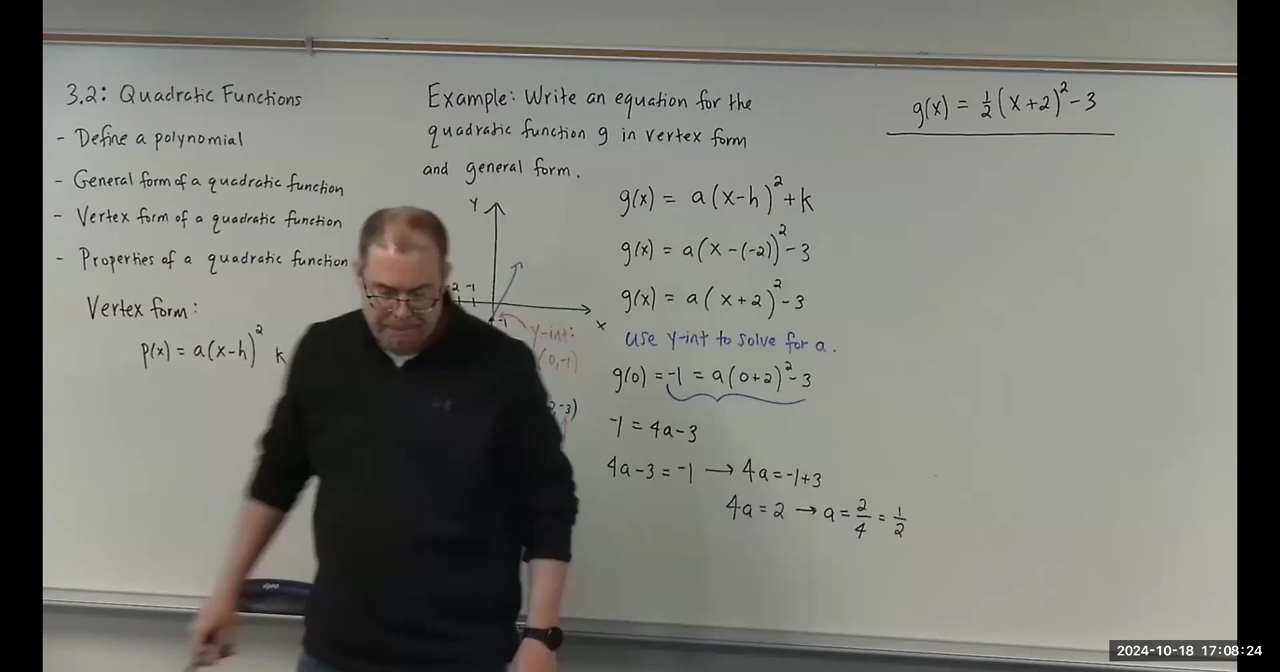 3.2: Quadratic Functions
- Define a polynomial
- General form of a quadratic function
- Vertex form of a quadratic function
- Properties of a quadratic function
Vertex form:
p(x) = a(x-h)² k
Example: Write an equation for the
quadratic function g in vertex form
and general form.
Y
-2 -1
x
-1
Y-int:
(0,-1)
-3)
g(x) = a(x-h)²+k
g(x) = a(x-(-2))²-3
g(x) = a(x+2)²-3
use y-int to solve for a.
g(0) = -1 = a(0+2)²-3
-1 = 4a-3
4a-3 = -1 → 4a = -1+3
4a = 2 → a = 2/4 = 1/2
g(x) = 1/2(x+2)²-3
2024-10-18 17:08:24